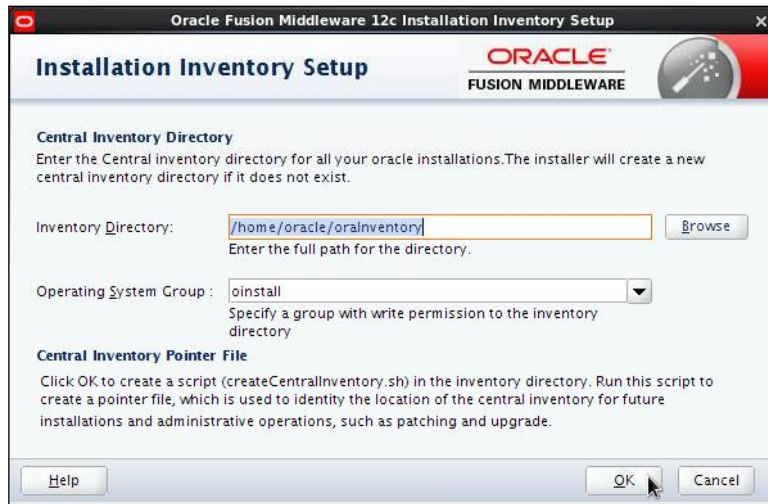 Oracle Fusion Middleware 12c Installation Inventory Setup
Installation Inventory Setup
ORACLE
FUSION MIDDLEWARE
Central Inventory Directory
Enter the Central inventory directory for all your oracle installations.The installer will create a new
central inventory directory if it does not exist.
Inventory Directory:
/home/oracle/oraInventory
Browse
Enter the full path for the directory.
Operating System Group :
oinstall
Specify a group with write permission to the inventory
directory
Central Inventory Pointer File
Click OK to create a script (createCentralInventory.sh) in the inventory directory. Run this script to
create a pointer file, which is used to identity the location of the central inventory for future
installations and administrative operations, such as patching and upgrade.
Help
OK
Cancel